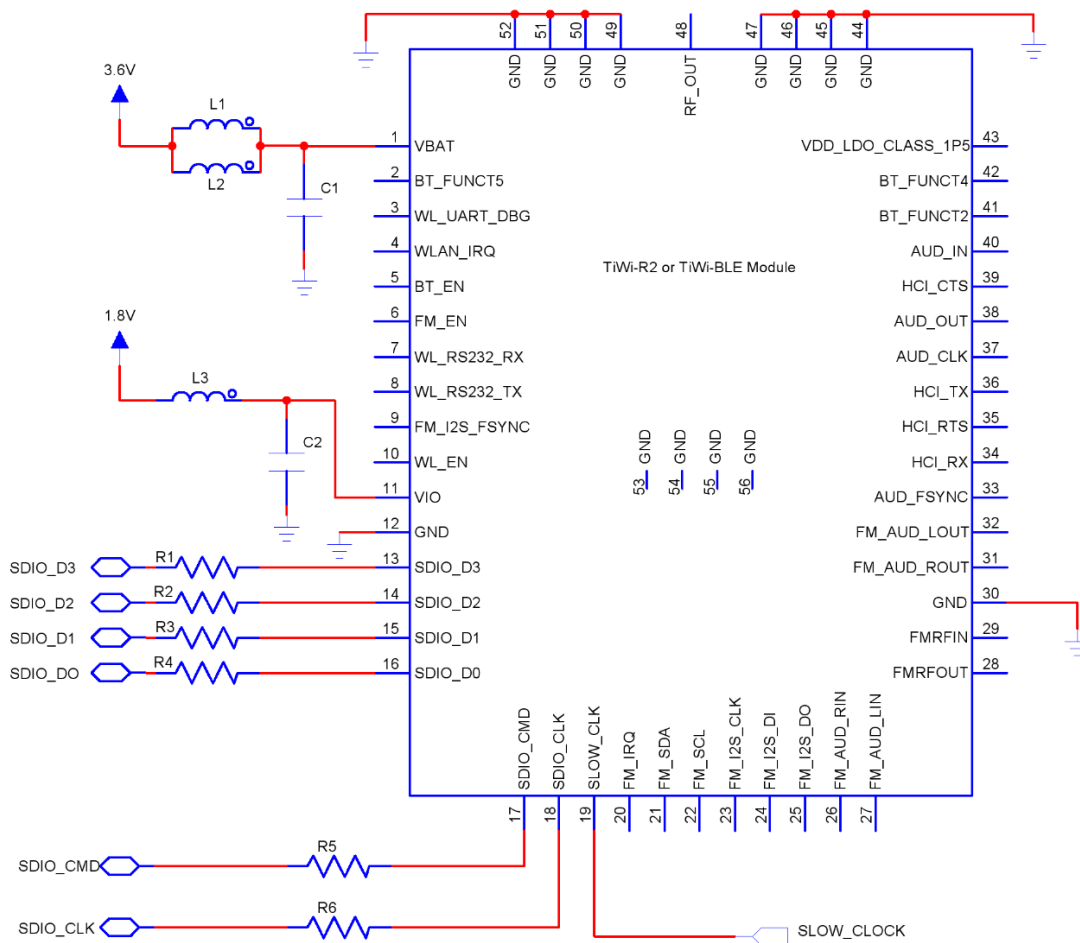 52 51 50 49 48 47 46 45 44
GND GND GND GND RF_OUT GND GND GND GND
3.6V
L1
L2
C1
1 VBAT
2 BT_FUNCT5
3 WL_UART_DBG
4 WLAN_IRQ
5 BT_EN
6 FM_EN
7 WL_RS232_RX
8 WL_RS232_TX
9 FM_I2S_FSYNC
10 WL_EN
11 VIO
12 GND
13 SDIO_D3
14 SDIO_D2
15 SDIO_D1
16 SDIO_D0
1.8V
L3
C2
SDIO_D3 R1
SDIO_D2 R2
SDIO_D1 R3
SDIO_DO R4
TiWi-R2 or TiWi-BLE Module
53 GND
54 GND
55 GND
56 GND
VDD_LDO_CLASS_1P5 43
BT_FUNCT4 42
BT_FUNCT2 41
AUD_IN 40
HCI_CTS 39
AUD_OUT 38
AUD_CLK 37
HCI_TX 36
HCI_RTS 35
HCI_RX 34
AUD_FSYNC 33
FM_AUD_LOUT 32
FM_AUD_ROUT 31
GND 30
FMRFIN 29
FMRFOUT 28
17 SDIO_CMD
18 SDIO_CLK
19 SLOW_CLK
20 FM_IRQ
21 FM_SDA
22 FM_SCL
23 FM_I2S_CLK
24 FM_I2S_DI
25 FM_I2S_DO
26 FM_AUD_RIN
27 FM_AUD_LIN
SDIO_CMD R5
SDIO_CLK R6
SLOW_CLOCK